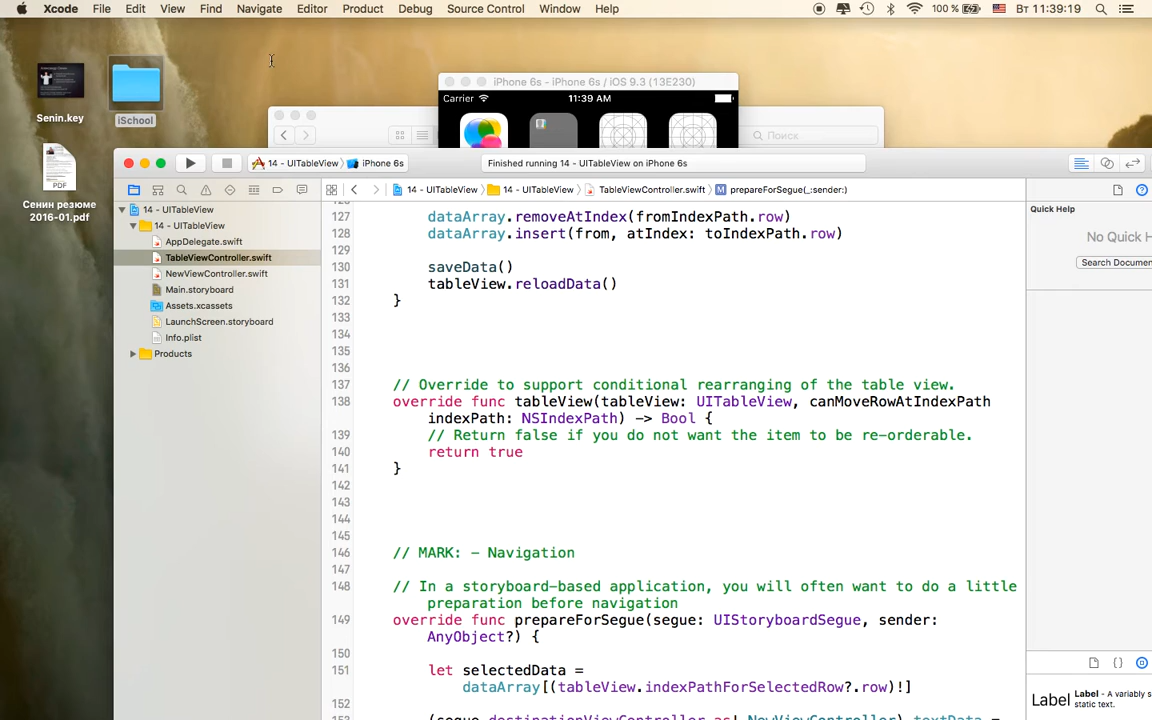 Xcode File Edit View Find Navigate Editor Product Debug Source Control Window Help 100 % Вт 11:39:19
Senin.key
iSchool
PDF
Сенин резюме
2016-01.pdf
iPhone 6s - iPhone 6s / iOS 9.3 (13E230)
Carrier 11:39 AM
Поиск
14 - UITableView iPhone 6s Finished running 14 - UITableView on iPhone 6s
14 - UITableView 14 - UITableView TableViewController.swift M prepareForSegue(_:sender:)
14 - UITableView
14 - UITableView
AppDelegate.swift
TableViewController.swift
NewViewController.swift
Main.storyboard
Assets.xcassets
LaunchScreen.storyboard
Info.plist
Products
127 dataArray.removeAtIndex(fromIndexPath.row)
128 dataArray.insert(from, atIndex: toIndexPath.row)
129
130 saveData()
131 tableView.reloadData()
132 }
133
134
135
136
137 // Override to support conditional rearranging of the table view.
138 override func tableView(tableView: UITableView, canMoveRowAtIndexPath
indexPath: NSIndexPath) -> Bool {
139 // Return false if you do not want the item to be re-orderable.
140 return true
141 }
142
143
144
145
146 // MARK: - Navigation
147
148 // In a storyboard-based application, you will often want to do a little
preparation before navigation
149 override func prepareForSegue(segue: UIStoryboardSegue, sender:
AnyObject?) {
150
151 let selectedData =
dataArray[(tableView.indexPathForSelectedRow?.row)!]
152
(segue.destinationViewController as! NewViewController).textData =
Quick Help
No Quick H
Search Documen
Label Label - A variably s
static text.